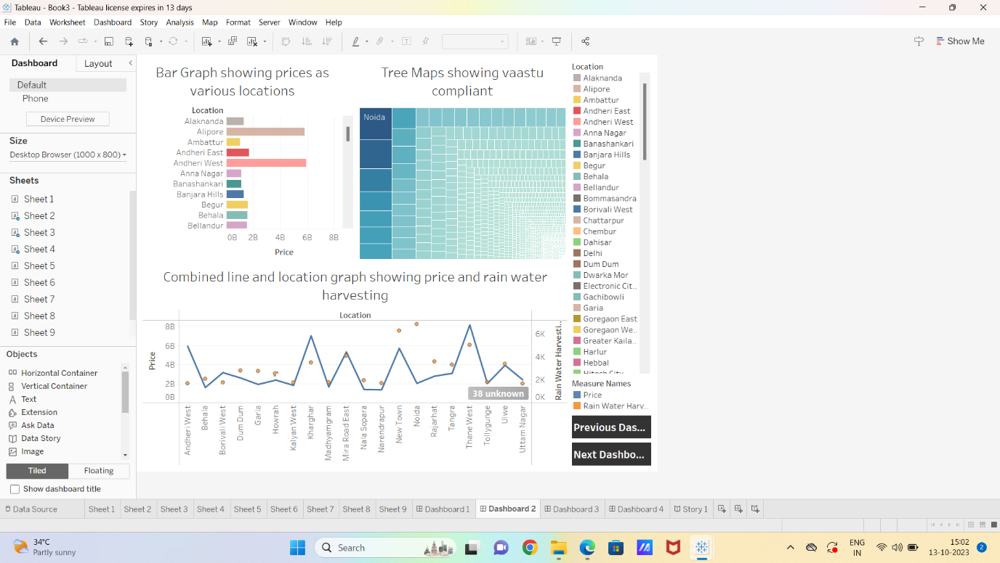 Tableau - Book3 - Tableau license expires in 13 days
File Data Worksheet Dashboard Story Analysis Map Format Server Window Help
Show Me
Dashboard Layout
Default
Phone
Device Preview
Size
Desktop Browser (1000 x 800)
Sheets
Sheet 1
Sheet 2
Sheet 3
Sheet 4
Sheet 5
Sheet 6
Sheet 7
Sheet 8
Sheet 9
Objects
Horizontal Container
Vertical Container
Text
Extension
Ask Data
Data Story
Image
Tiled Floating
Show dashboard title
Bar Graph showing prices as
various locations
Location
Alaknanda
Alipore
Ambattur
Andheri East
Andheri West
Anna Nagar
Banashankari
Banjara Hills
Begur
Behala
Bellandur
0B 2B 4B 6B 8B
Price
Tree Maps showing vaastu
compliant
Noida
Combined line and location graph showing price and rain water
harvesting
Location
8B
6B
4B
2B
0B
Price
6K
4K
2K
0K
Rain Water Harvesti..
38 unknown
Andheri West
Behala
Borivali West
Dum Dum
Garia
Howrah
Kalyan West
Kharghar
Madhyamgram
Mira Road East
Nala Sopara
Narendrapur
New Town
Noida
Rajarhat
Tangra
Thane West
Tollygunge
Ulwe
Uttam Nagar
Location
Alaknanda
Alipore
Ambattur
Andheri East
Andheri West
Anna Nagar
Banashankari
Banjara Hills
Begur
Behala
Bellandur
Bommasandra
Borivali West
Chattarpur
Chembur
Dahisar
Delhi
Dum Dum
Dwarka Mor
Electronic Cit..
Gachibowli
Garia
Goregaon East
Goregaon We..
Greater Kaila..
Harlur
Hebbal
Hitech City
Measure Names
Price
Rain Water Harv..
Previous Das...
Next Dashbo...
Data Source Sheet 1 Sheet 2 Sheet 3 Sheet 4 Sheet 5 Sheet 6 Sheet 7 Sheet 8 Sheet 9 Dashboard 1 Dashboard 2 Dashboard 3 Dashboard 4 Story 1
34°C
Partly sunny
Search
ENG
IN
15:02
13-10-2023
2